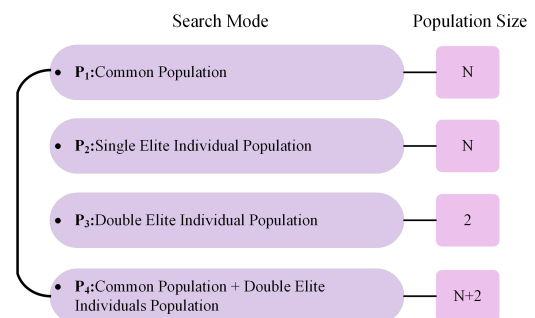 Search Mode Population Size
• P₁:Common Population N
• P₂:Single Elite Individual Population N
• P₃:Double Elite Individual Population 2
• P₄:Common Population + Double Elite
Individuals Population N+2